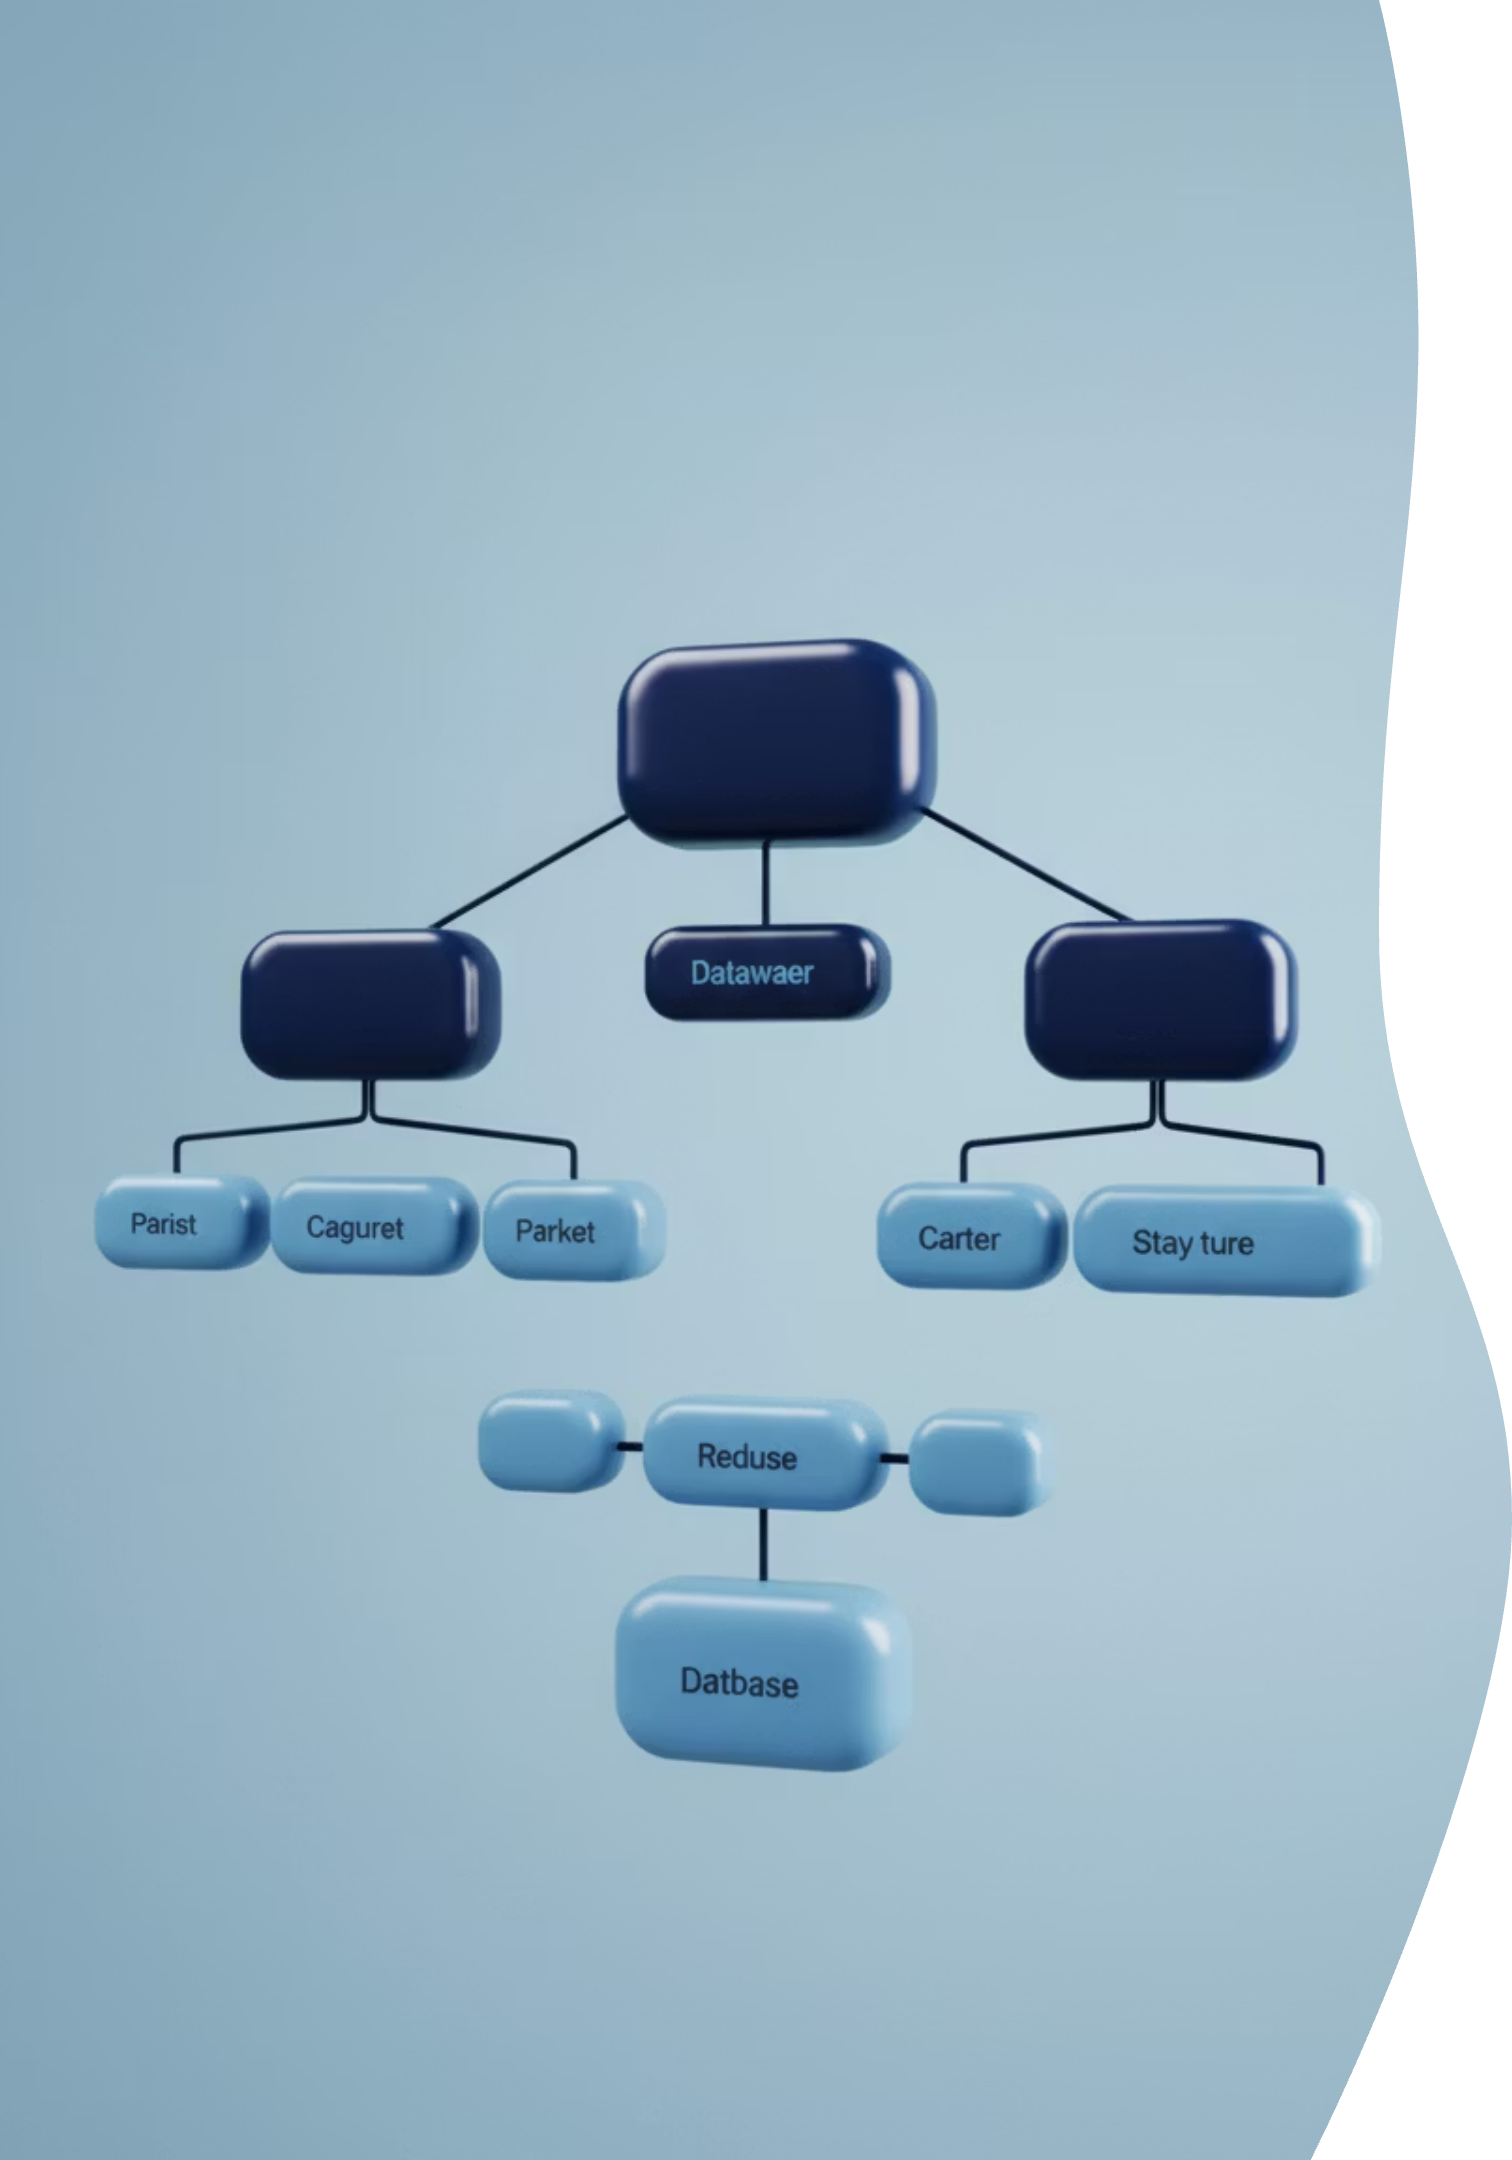 Datawaer
Parist
Caguret
Parket
Carter
Stay ture
Reduse
Datbase